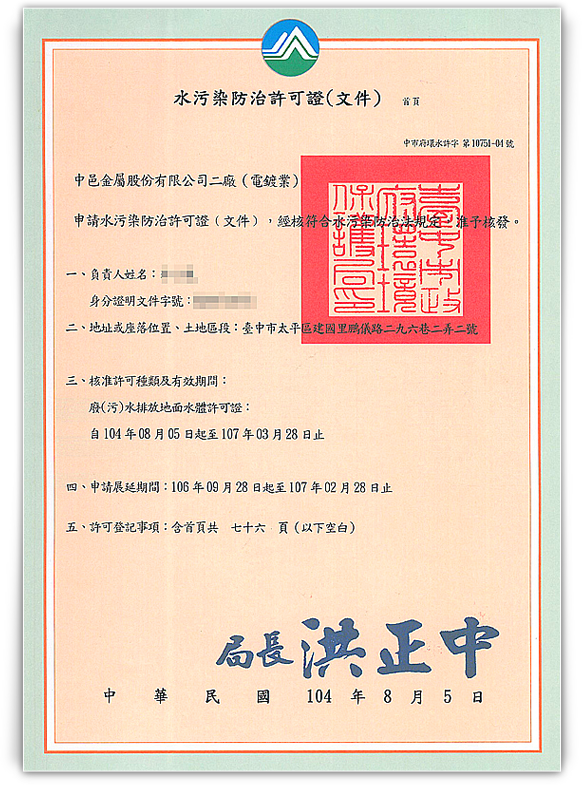 水污染防治許可證(文件) 首頁
中市府環水許字 第10751-04號
中邑金屬股份有限公司二廠(電鍍業)
申請水污染防治許可證(文件),經核符合水污染防治法規定,准予核發。
臺中市政府環境保護局印
一、負責人姓名:
身分證明文件字號:
二、地址或座落位置、土地區段:臺中市太平區建國里鵬儀路二九六巷二弄二號
三、核准許可種類及有效期間:
廢(污)水排放地面水體許可證:
自104年08月05日起至107年03月28日止
四、申請展延期間:106年09月28日起至107年02月28日止
五、許可登記事項:含首頁共 七十六 頁(以下空白)
局長 洪正中
中華民國 104 年 8 月 5 日